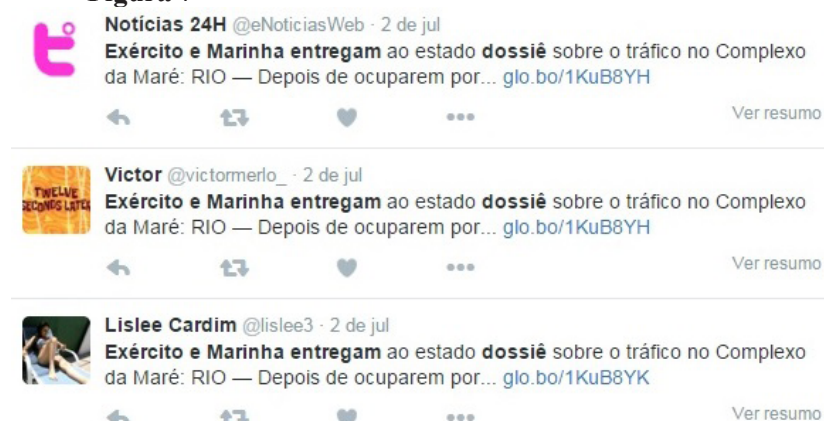 Notícias 24H @eNoticiasWeb · 2 de jul
Exército e Marinha entregam ao estado dossiê sobre o tráfico no Complexo
da Maré: RIO — Depois de ocuparem por... glo.bo/1KuB8YH
Ver resumo
TWELVE
SECONDS LATER
Victor @victormerlo_ · 2 de jul
Exército e Marinha entregam ao estado dossiê sobre o tráfico no Complexo
da Maré: RIO — Depois de ocuparem por... glo.bo/1KuB8YH
Ver resumo
Lislee Cardim @lislee3 · 2 de jul
Exército e Marinha entregam ao estado dossiê sobre o tráfico no Complexo
da Maré: RIO — Depois de ocuparem por... glo.bo/1KuB8YK
Ver resumo